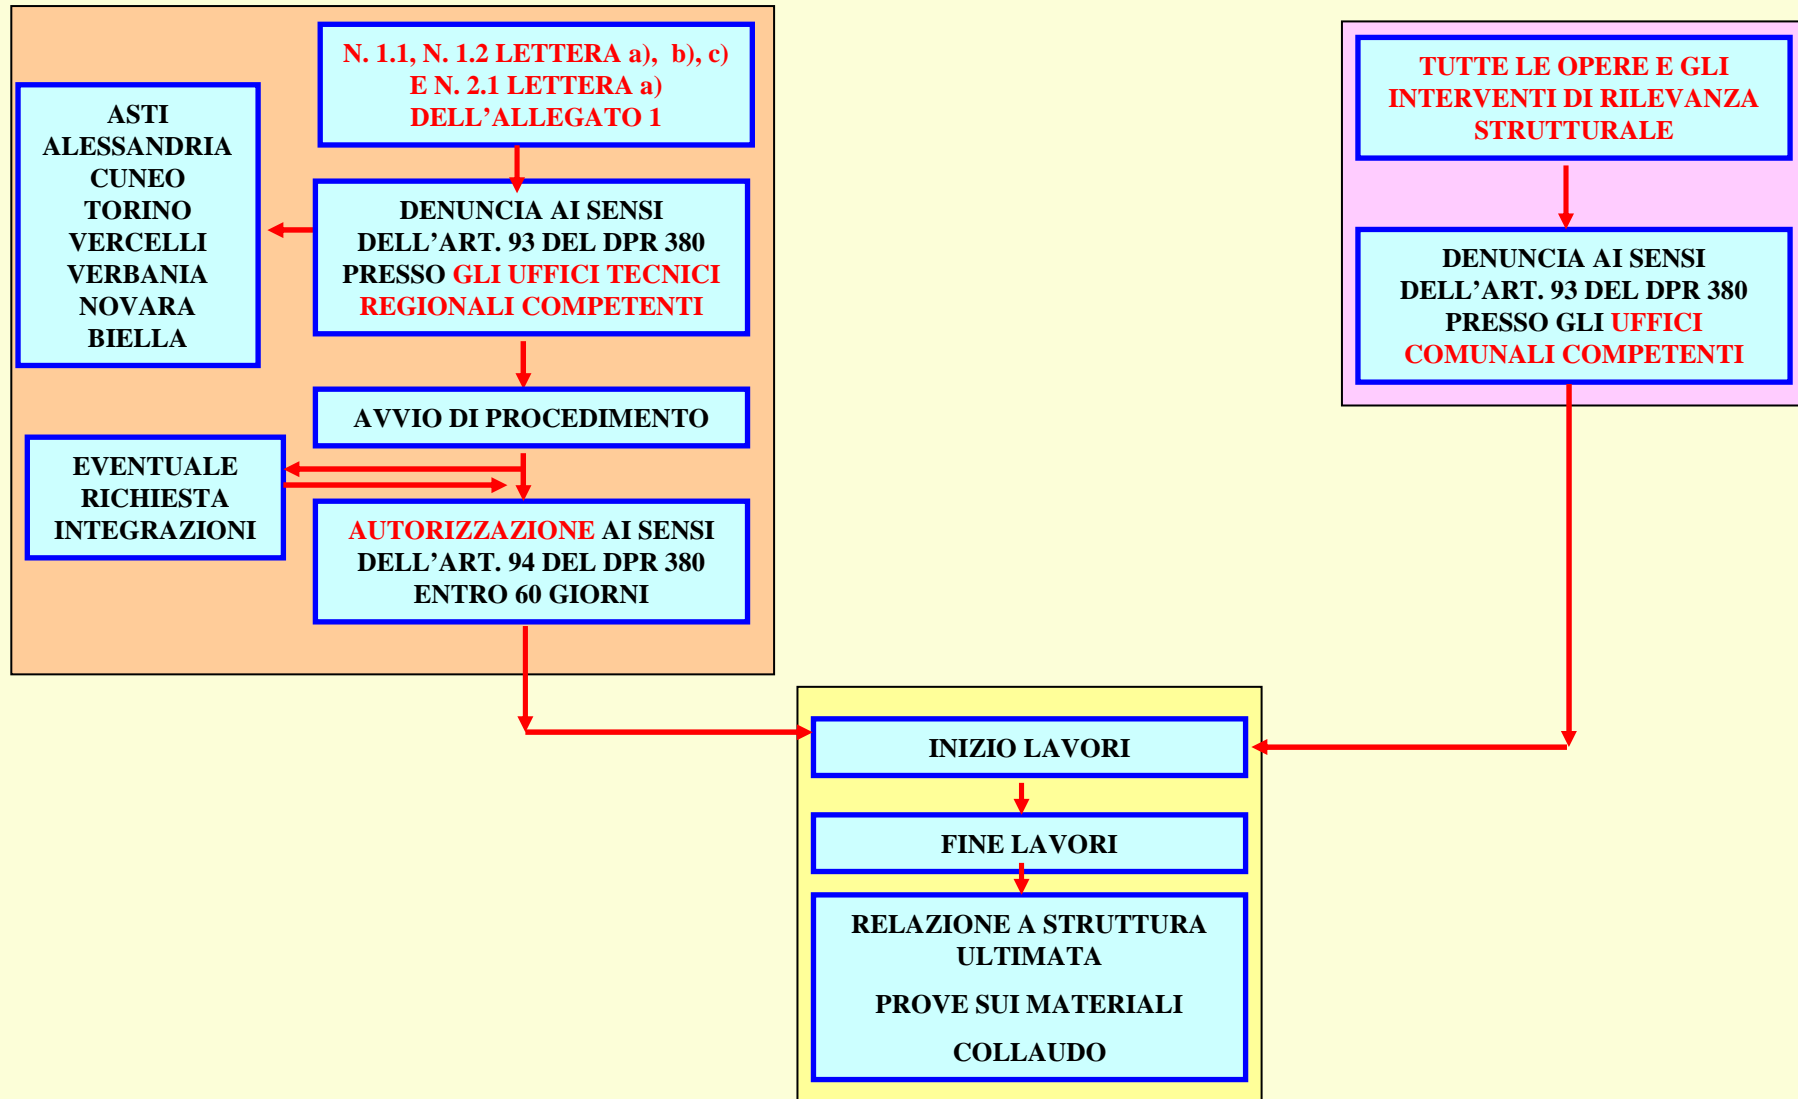 N. 1.1, N. 1.2 LETTERA a), b), c)
E N. 2.1 LETTERA a)
DELL'ALLEGATO 1
ASTI
ALESSANDRIA
CUNEO
TORINO
VERCELLI
VERBANIA
NOVARA
BIELLA
DENUNCIA AI SENSI
DELL'ART. 93 DEL DPR 380
PRESSO GLI UFFICI TECNICI
REGIONALI COMPETENTI
AVVIO DI PROCEDIMENTO
EVENTUALE
RICHIESTA
INTEGRAZIONI
AUTORIZZAZIONE AI SENSI
DELL'ART. 94 DEL DPR 380
ENTRO 60 GIORNI
TUTTE LE OPERE E GLI
INTERVENTI DI RILEVANZA
STRUTTURALE
DENUNCIA AI SENSI
DELL'ART. 93 DEL DPR 380
PRESSO GLI UFFICI
COMUNALI COMPETENTI
INIZIO LAVORI
FINE LAVORI
RELAZIONE A STRUTTURA
ULTIMATA
PROVE SUI MATERIALI
COLLAUDO